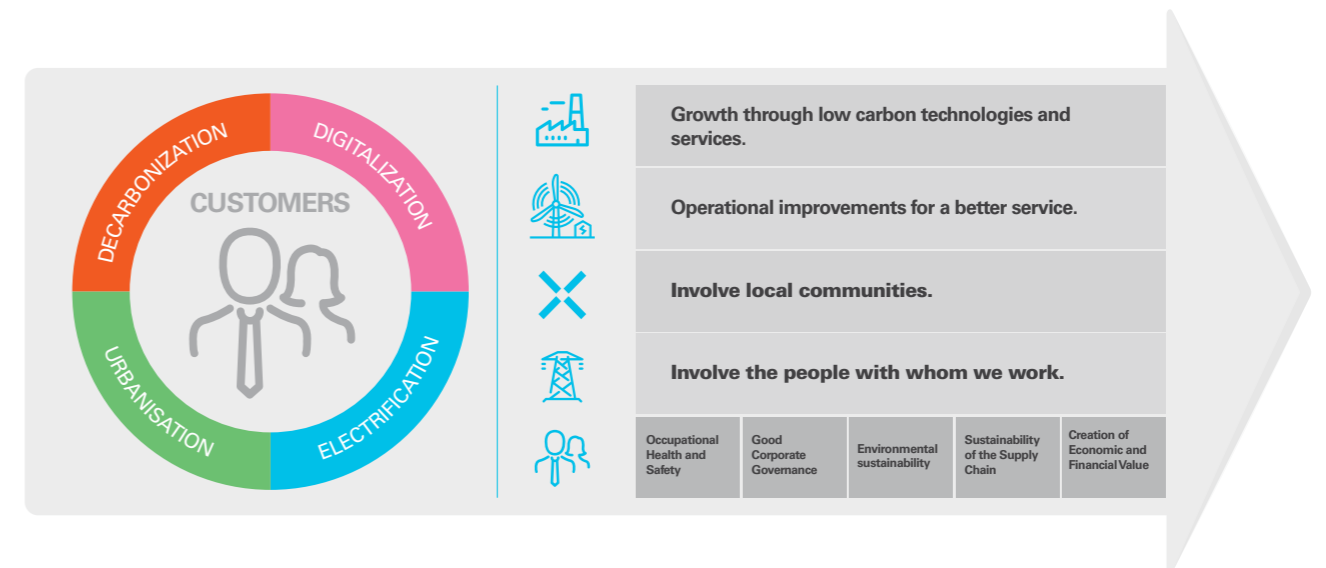 DECARBONIZATION
DIGITALIZATION
CUSTOMERS
URBANISATION
ELECTRIFICATION
Growth through low carbon technologies and
services.
Operational improvements for a better service.
Involve local communities.
Involve the people with whom we work.
Occupational
Health and
Safety
Good
Corporate
Governance
Environmental
sustainability
Sustainability
of the Supply
Chain
Creation of
Economic and
Financial Value